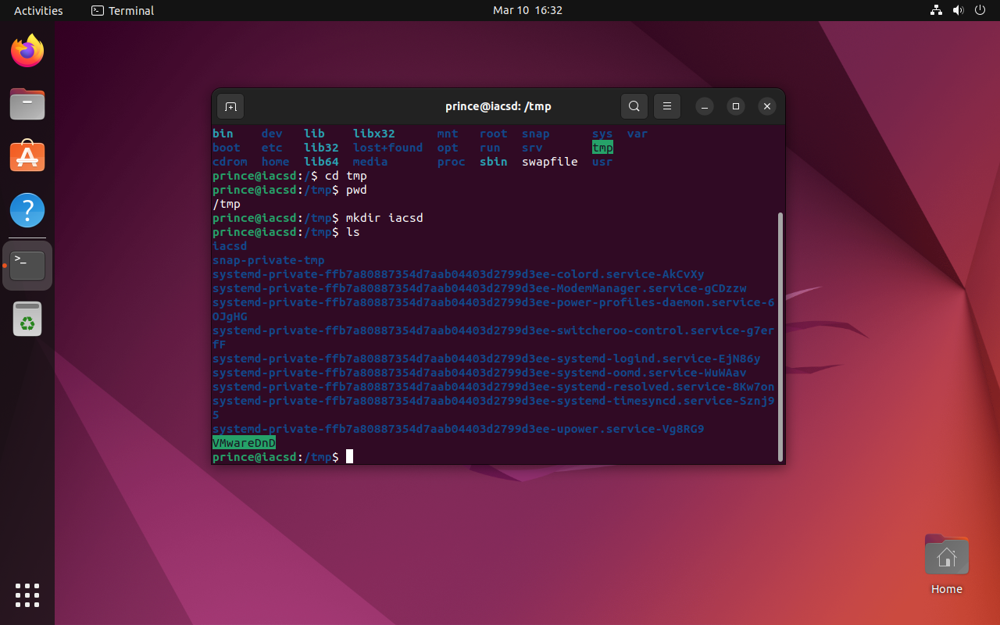 Activities Terminal Mar 10 16:32
prince@iacsd: /tmp
bin dev lib libx32 mnt root snap sys var
boot etc lib32 lost+found opt run srv tmp
cdrom home lib64 media proc sbin swapfile usr
prince@iacsd:/$ cd tmp
prince@iacsd:/tmp$ pwd
/tmp
prince@iacsd:/tmp$ mkdir iacsd
prince@iacsd:/tmp$ ls
iacsd
snap-private-tmp
systemd-private-ffb7a80887354d7aab04403d2799d3ee-colord.service-AkCvXy
systemd-private-ffb7a80887354d7aab04403d2799d3ee-ModemManager.service-gCDzzw
systemd-private-ffb7a80887354d7aab04403d2799d3ee-power-profiles-daemon.service-6
OJgHG
systemd-private-ffb7a80887354d7aab04403d2799d3ee-switcheroo-control.service-g7er
fF
systemd-private-ffb7a80887354d7aab04403d2799d3ee-systemd-logind.service-EjN86y
systemd-private-ffb7a80887354d7aab04403d2799d3ee-systemd-oomd.service-WuWAav
systemd-private-ffb7a80887354d7aab04403d2799d3ee-systemd-resolved.service-8Kw7on
systemd-private-ffb7a80887354d7aab04403d2799d3ee-systemd-timesyncd.service-Sznj9
5
systemd-private-ffb7a80887354d7aab04403d2799d3ee-upower.service-Vg8RG9
VMwareDnD
prince@iacsd:/tmp$
Home